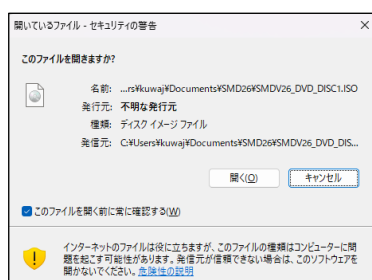 開いているファイル - セキュリティの警告
このファイルを開きますか?
名前: ...rs¥kuwaj¥Documents¥SMD26¥SMDV26_DVD_DISC1.ISO
発行元: 不明な発行元
種類: ディスク イメージ ファイル
発信元: C:¥Users¥kuwaj¥Documents¥SMD26¥SMDV26_DVD_DIS...
開く(O) キャンセル
このファイルを開く前に常に確認する(W)
インターネットのファイルは役に立ちますが、このファイルの種類はコンピューターに問
題を起こす可能性があります。発信元が信頼できない場合は、このソフトウェアを
開かないでください。危険性の説明